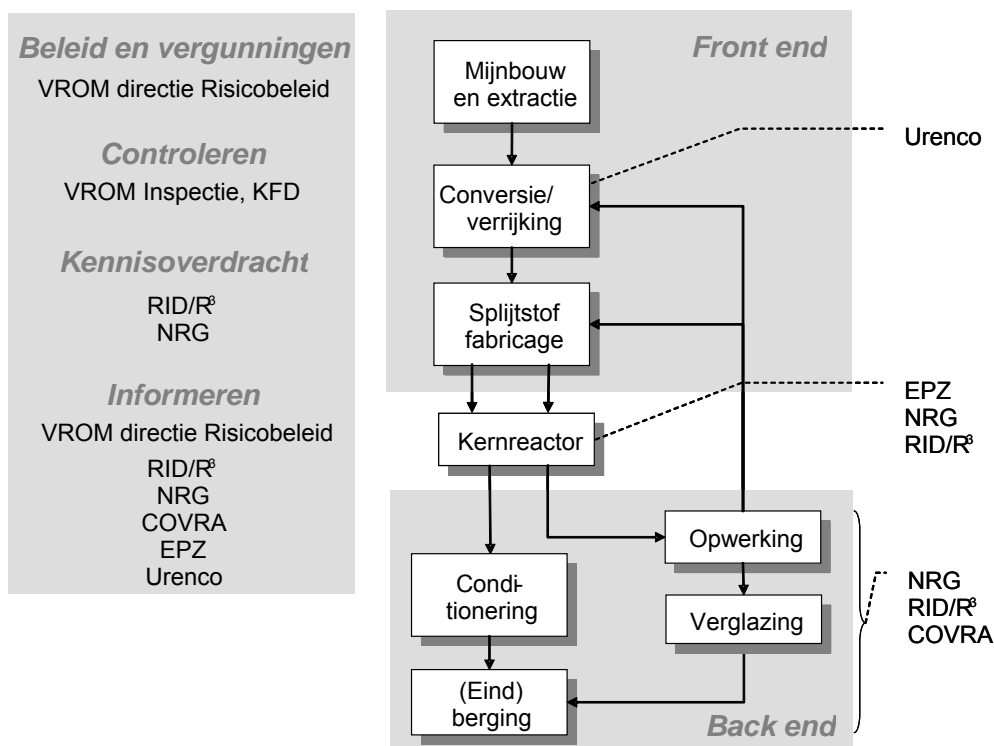 Beleid en vergunningen
VROM directie Risicobeleid
Controleren
VROM Inspectie, KFD
Kennisoverdracht
RID/R³
NRG
Informeren
VROM directie Risicobeleid
RID/R³
NRG
COVRA
EPZ
Urenco
Front end
Mijnbouw
en extractie
Conversie/
verrijking
Splijtstof
fabricage
Kernreactor
Urenco
EPZ
NRG
RID/R³
Opwerking
Condi-
tionering
Verglazing
(Eind)
berging
Back end
NRG
RID/R³
COVRA